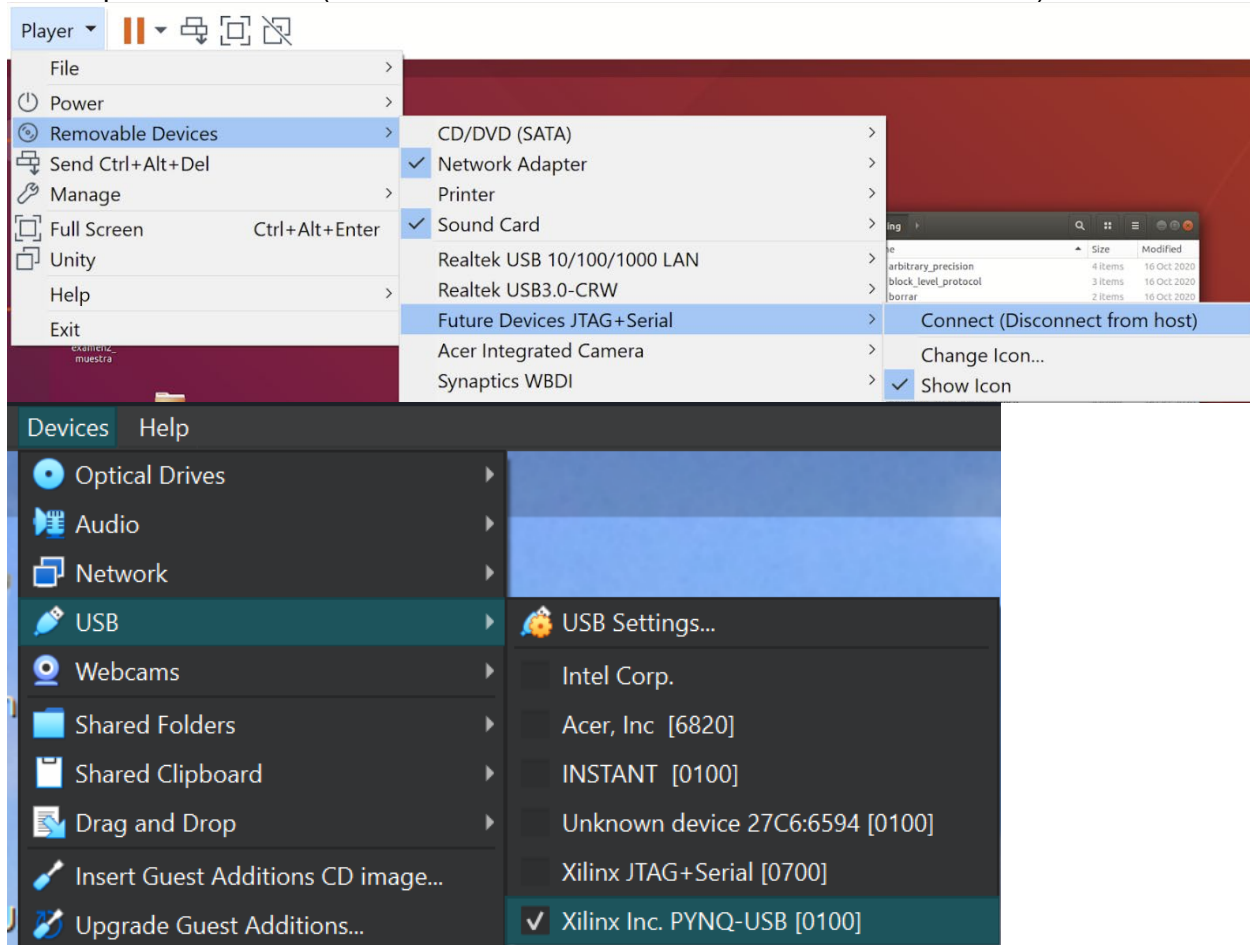 Player
File
Power
Removable Devices
Send Ctrl+Alt+Del
Manage
Full Screen Ctrl+Alt+Enter
Unity
Help
Exit
CD/DVD (SATA)
Network Adapter
Printer
Sound Card
Realtek USB 10/100/1000 LAN
Realtek USB3.0-CRW
Future Devices JTAG+Serial
Acer Integrated Camera
Synaptics WBDI
Connect (Disconnect from host)
Change Icon...
Show Icon
Size Modified
arbitrary_precision 4 items 16 Oct 2020
block_level_protocol 3 items 16 Oct 2020
borrar 2 items 16 Oct 2020
muestra
Devices Help
Optical Drives
Audio
Network
USB
Webcams
Shared Folders
Shared Clipboard
Drag and Drop
Insert Guest Additions CD image...
Upgrade Guest Additions...
USB Settings...
Intel Corp.
Acer, Inc [6820]
INSTANT [0100]
Unknown device 27C6:6594 [0100]
Xilinx JTAG+Serial [0700]
Xilinx Inc. PYNQ-USB [0100]